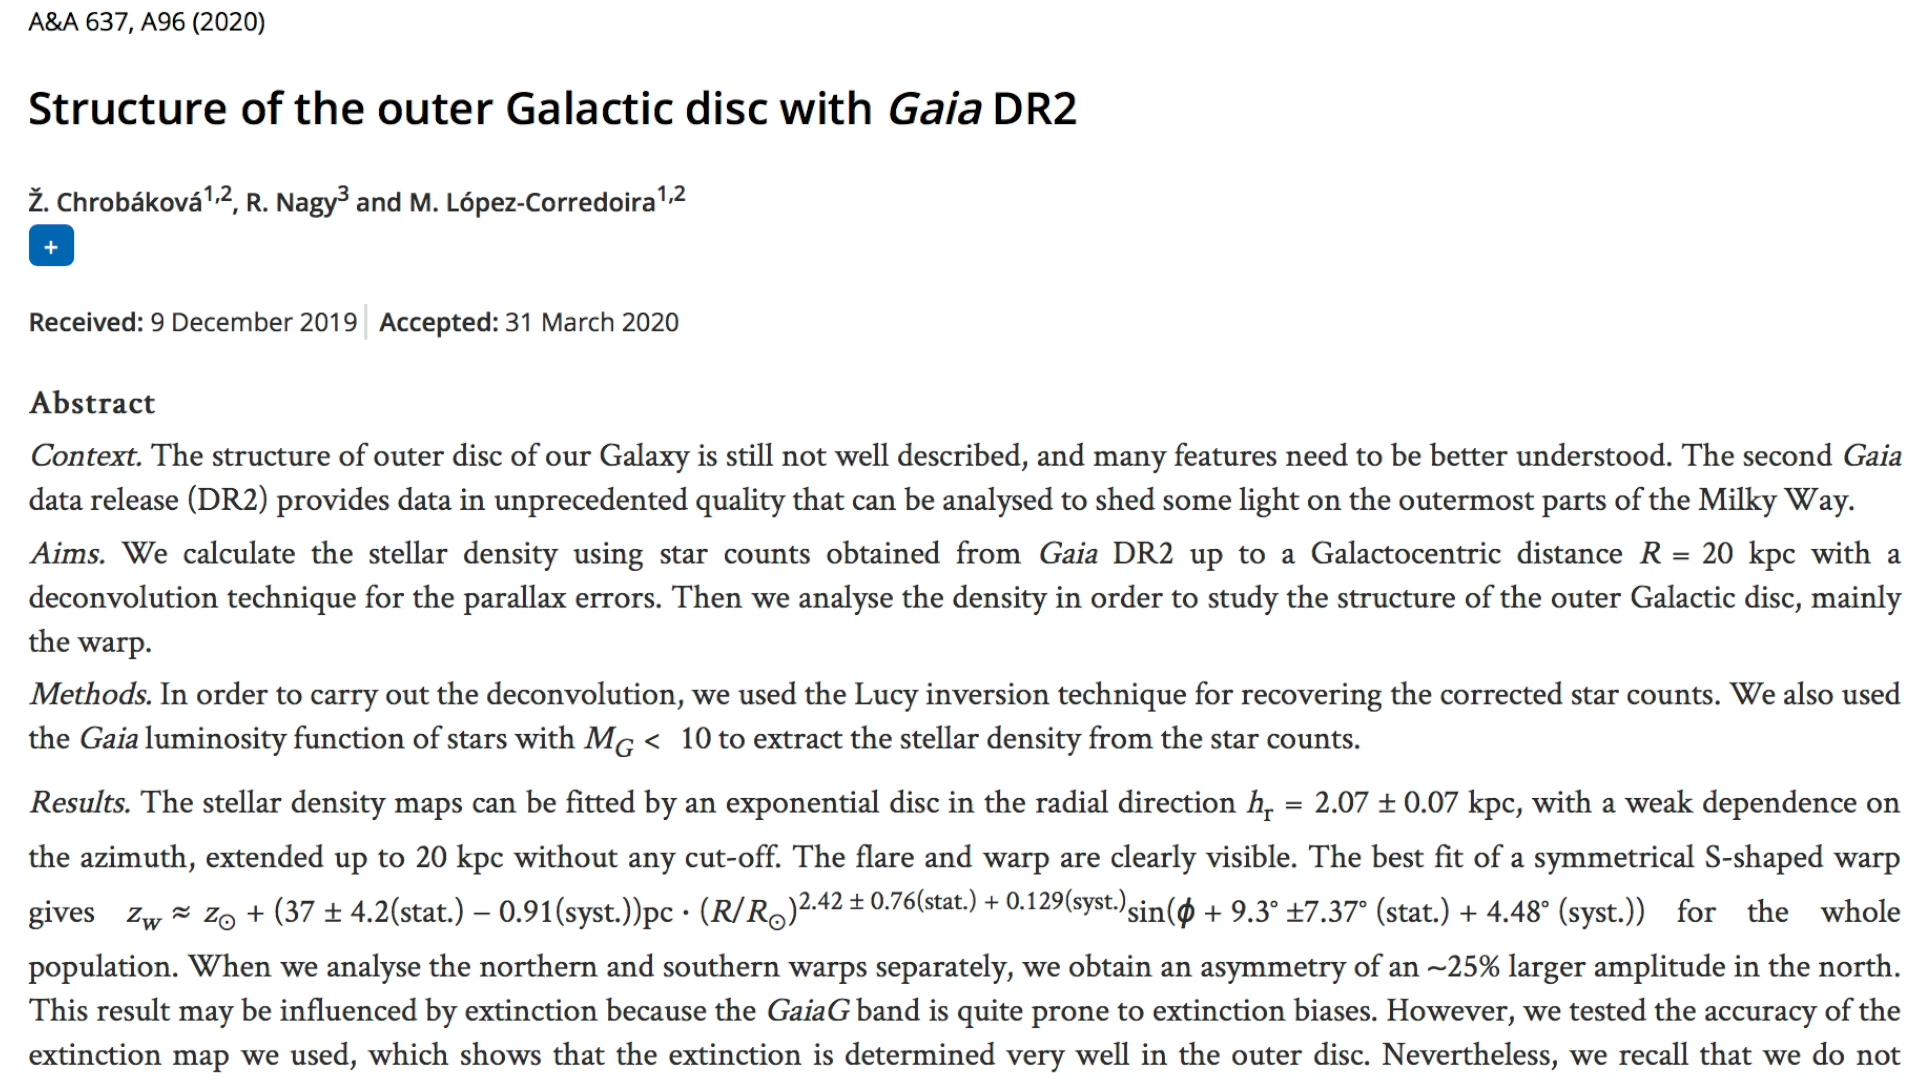 A&A 637, A96 (2020)
Structure of the outer Galactic disc with Gaia DR2
Ž. Chrobáková1,2, R. Nagy3 and M. López-Corredoira1,2
+
Received: 9 December 2019 | Accepted: 31 March 2020
Abstract
Context. The structure of outer disc of our Galaxy is still not well described, and many features need to be better understood. The second Gaia
data release (DR2) provides data in unprecedented quality that can be analysed to shed some light on the outermost parts of the Milky Way.
Aims. We calculate the stellar density using star counts obtained from Gaia DR2 up to a Galactocentric distance R = 20 kpc with a
deconvolution technique for the parallax errors. Then we analyse the density in order to study the structure of the outer Galactic disc, mainly
the warp.
Methods. In order to carry out the deconvolution, we used the Lucy inversion technique for recovering the corrected star counts. We also used
the Gaia luminosity function of stars with M_G < 10 to extract the stellar density from the star counts.
Results. The stellar density maps can be fitted by an exponential disc in the radial direction h_r = 2.07 ± 0.07 kpc, with a weak dependence on
the azimuth, extended up to 20 kpc without any cut-off. The flare and warp are clearly visible. The best fit of a symmetrical S-shaped warp
gives z_w ≈ z_⊙ + (37 ± 4.2(stat.) − 0.91(syst.))pc · (R/R_⊙)^2.42 ± 0.76(stat.) + 0.129(syst.) sin(ϕ + 9.3° ±7.37° (stat.) + 4.48° (syst.)) for the whole
population. When we analyse the northern and southern warps separately, we obtain an asymmetry of an ~25% larger amplitude in the north.
This result may be influenced by extinction because the GaiaG band is quite prone to extinction biases. However, we tested the accuracy of the
extinction map we used, which shows that the extinction is determined very well in the outer disc. Nevertheless, we recall that we do not